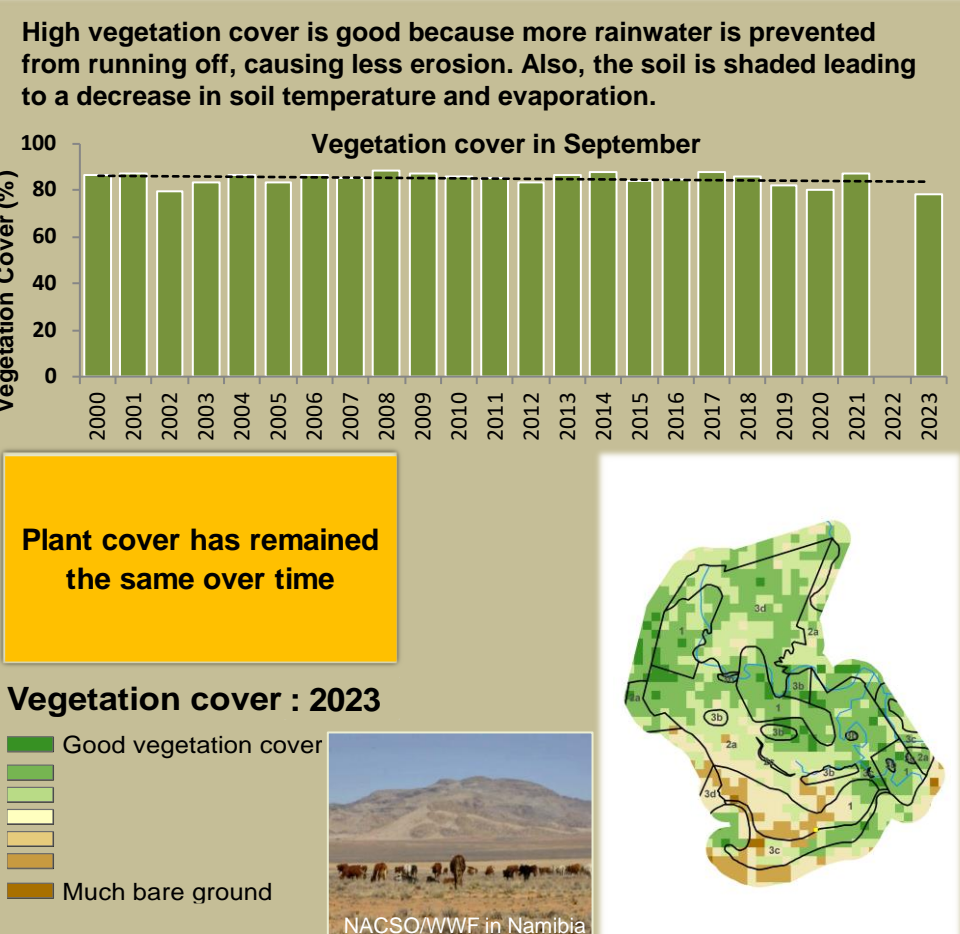 High vegetation cover is good because more rainwater is prevented
from running off, causing less erosion. Also, the soil is shaded leading
to a decrease in soil temperature and evaporation.
Vegetation cover in September
Vegetation Cover (%)
100
80
60
40
20
0
2000 2001 2002 2003 2004 2005 2006 2007 2008 2009 2010 2011 2012 2013 2014 2015 2016 2017 2018 2019 2020 2021 2022 2023
Plant cover has remained
the same over time
Vegetation cover : 2023
Good vegetation cover
Much bare ground
NACSO/WWF in Namibia
3d
1
2a
3b
1
3b
3b
2a
3c
2a
1
3b
3d
1
3c